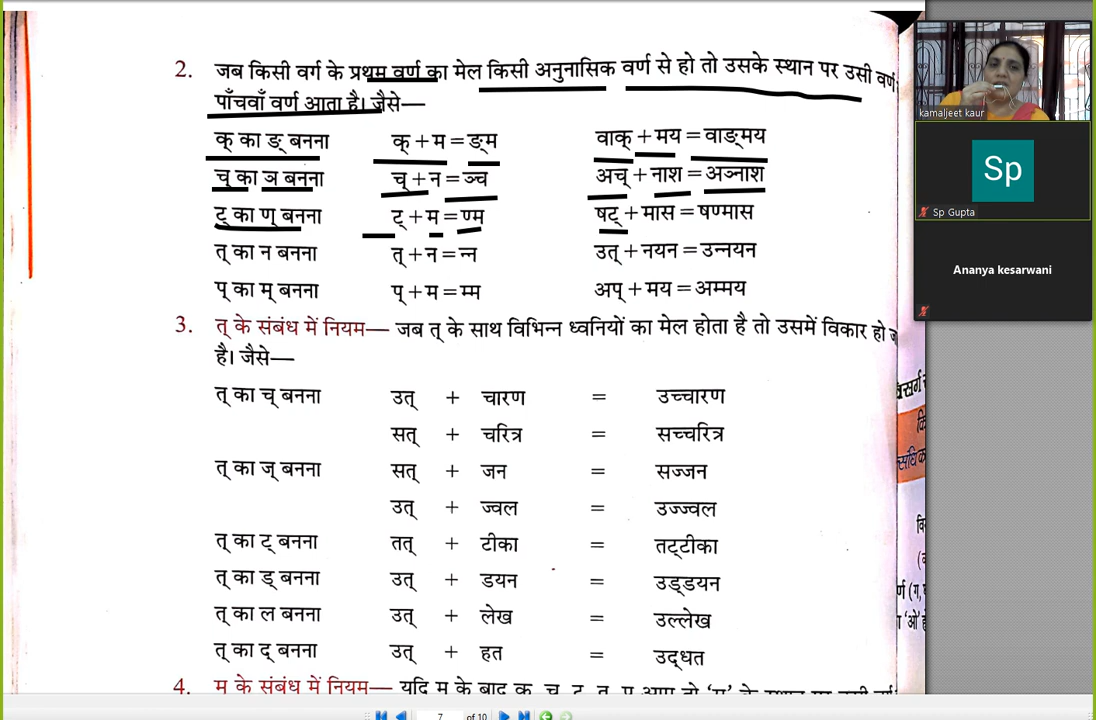 2. जब किसी वर्ग के प्रथम वर्ण का मेल किसी अनुनासिक वर्ण से हो तो उसके स्थान पर उसी वर्ग
पाँचवाँ वर्ण आता है। जैसे—
क् का ङ् बनना क् + म = ङ्म वाक् + मय = वाङ्मय
च् का ञ बनना च् + न = ञ्च अच् + नाश = अञ्नाश
ट् का ण् बनना ट् + म = ण्म षट् + मास = षण्मास
त् का न बनना त् + न = न्न उत् + नयन = उन्नयन
प् का म् बनना प् + म = म्म अप् + मय = अम्मय
3. त् के संबंध में नियम— जब त् के साथ विभिन्न ध्वनियों का मेल होता है तो उसमें विकार हो
है। जैसे—
त् का च् बनना उत् + चारण = उच्चारण
सत् + चरित्र = सच्चरित्र
त् का ज् बनना सत् + जन = सज्जन
उत् + ज्वल = उज्ज्वल
त् का ट् बनना तत् + टीका = तट्टीका
त् का ड् बनना उत् + डयन = उड्डयन
त् का ल बनना उत् + लेख = उल्लेख
त् का द् बनना उत् + हत = उद्धत
4. म के संबंध में नियम— यदि म के बाद क, च, ट, त, प आए तो ‘म’ के स्थान पर उसी
kamaljeet kaur
Sp
Sp Gupta
Ananya kesarwani
7 of 10